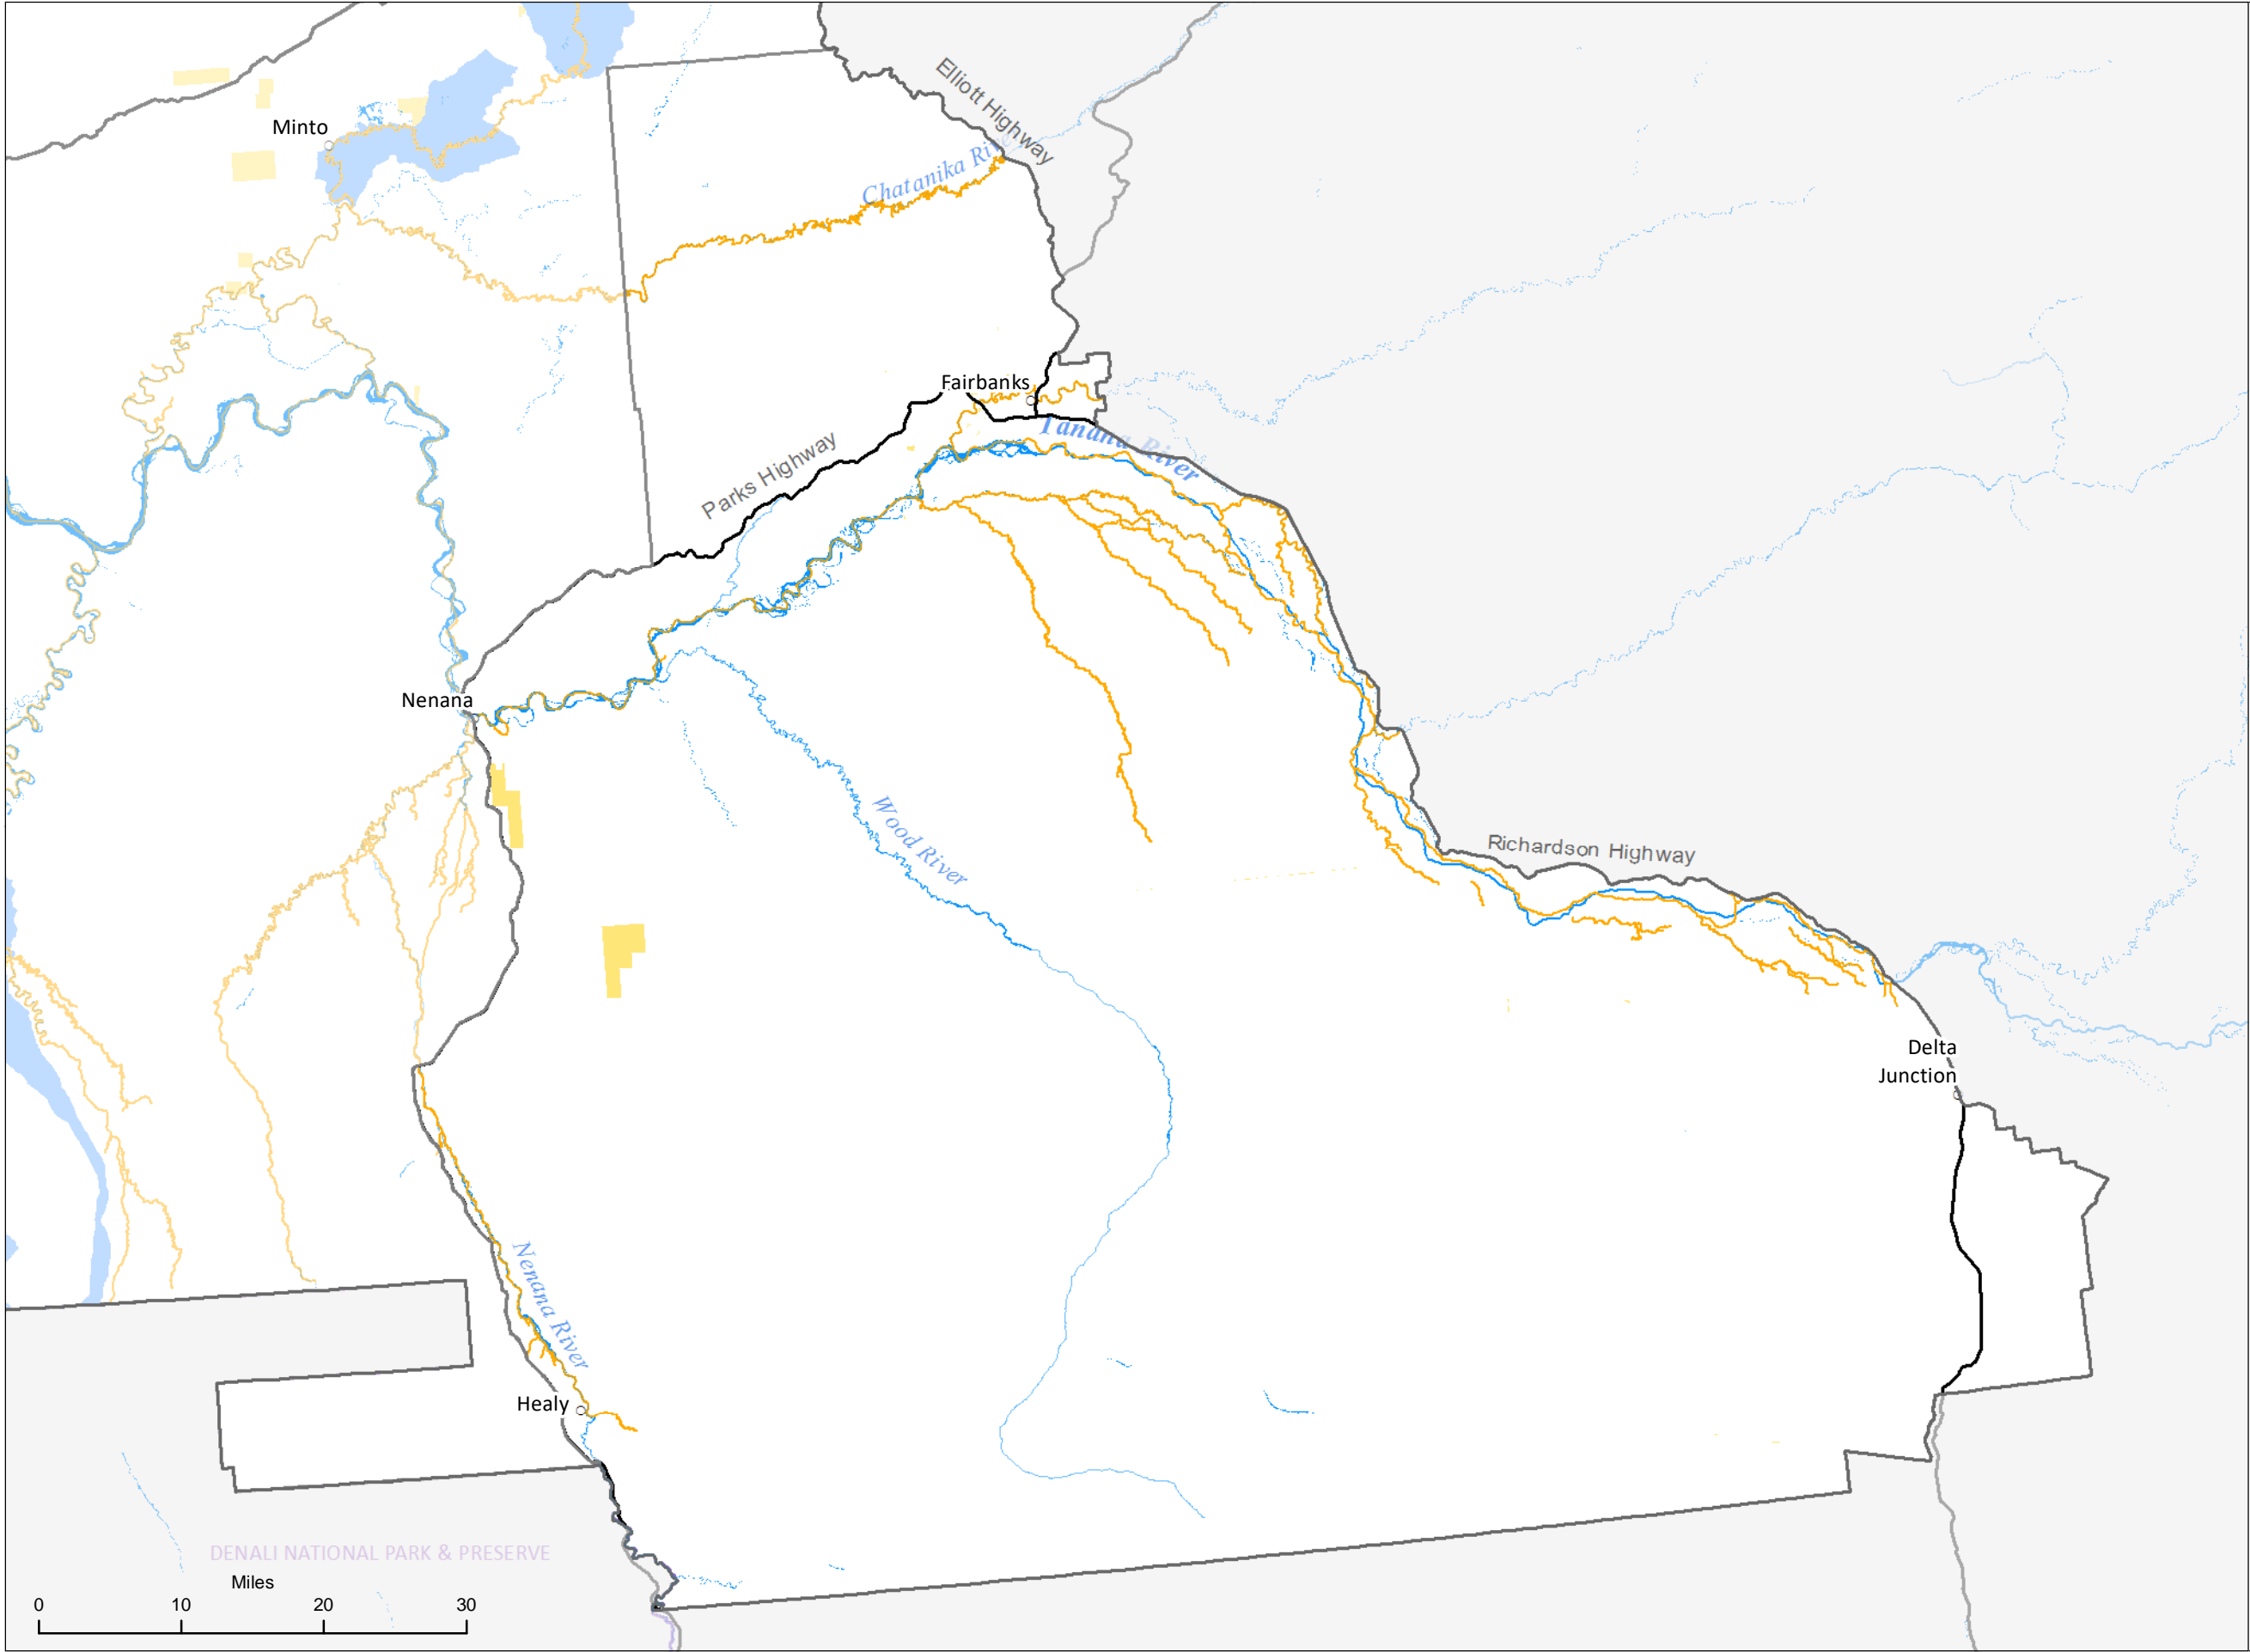 Elliott Highway
Minto
Chatanika
Fairbanks
Tanana River
Parks Highway
Nenana
Wood River
Richardson Highway
Delta
Junction
Nenana River
Healy
DENALI NATIONAL PARK & PRESERVE
Miles
0 10 20 30